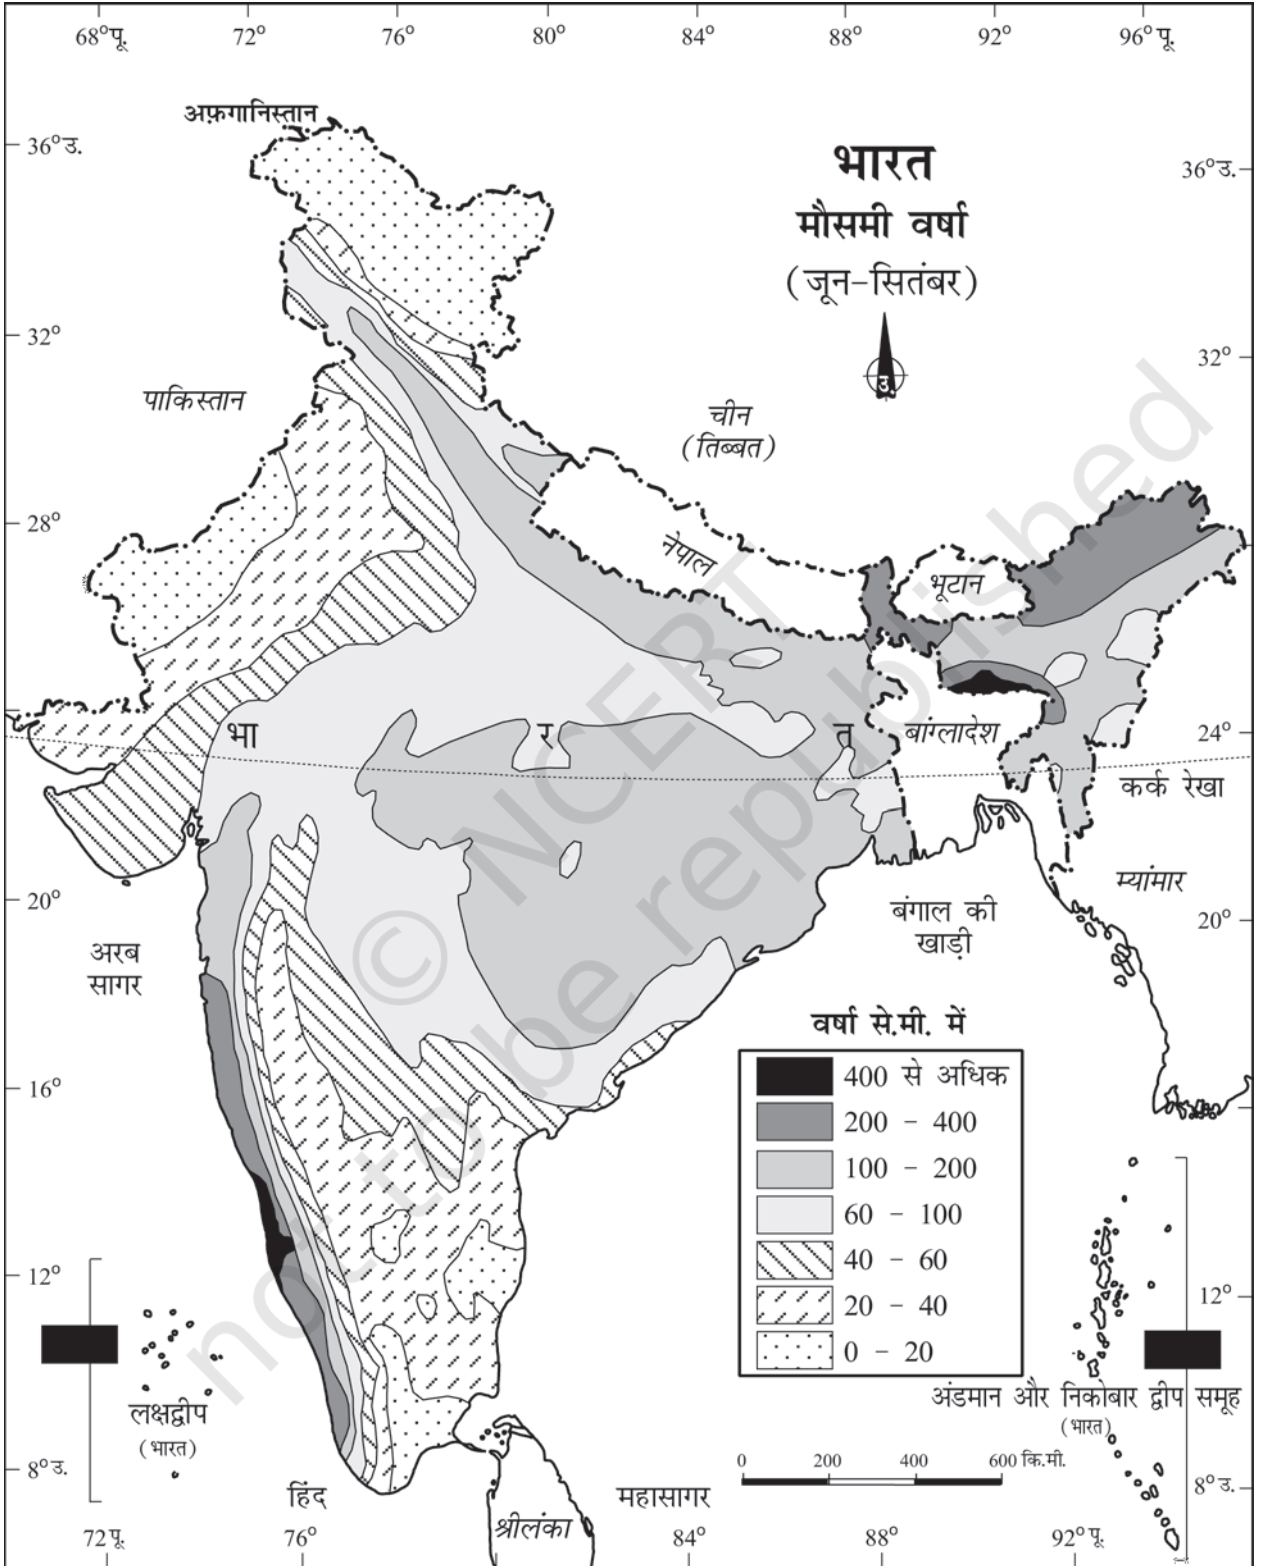 68°पू.
72°
76°
80°
84°
88°
92°
96°पू.
अफ़गानिस्तान
36°उ.
36°उ.
भारत
मौसमी वर्षा
(जून-सितंबर)
उ.
32°
32°
पाकिस्तान
चीन
(तिब्बत)
28°
नेपाल
भूटान
भा
र
त
बांग्लादेश
24°
कर्क रेखा
म्यांमार
20°
20°
बंगाल की
खाड़ी
अरब
सागर
वर्षा से.मी. में
400 से अधिक
200 - 400
100 - 200
60 - 100
40 - 60
20 - 40
0 - 20
16°
12°
12°
लक्षद्वीप
(भारत)
अंडमान और निकोबार द्वीप समूह
(भारत)
0 200 400 600 कि.मी.
8°उ.
8°उ.
हिंद
महासागर
श्रीलंका
72°पू.
76°
84°
88°
92°पू.
© NCERT
not to be republished